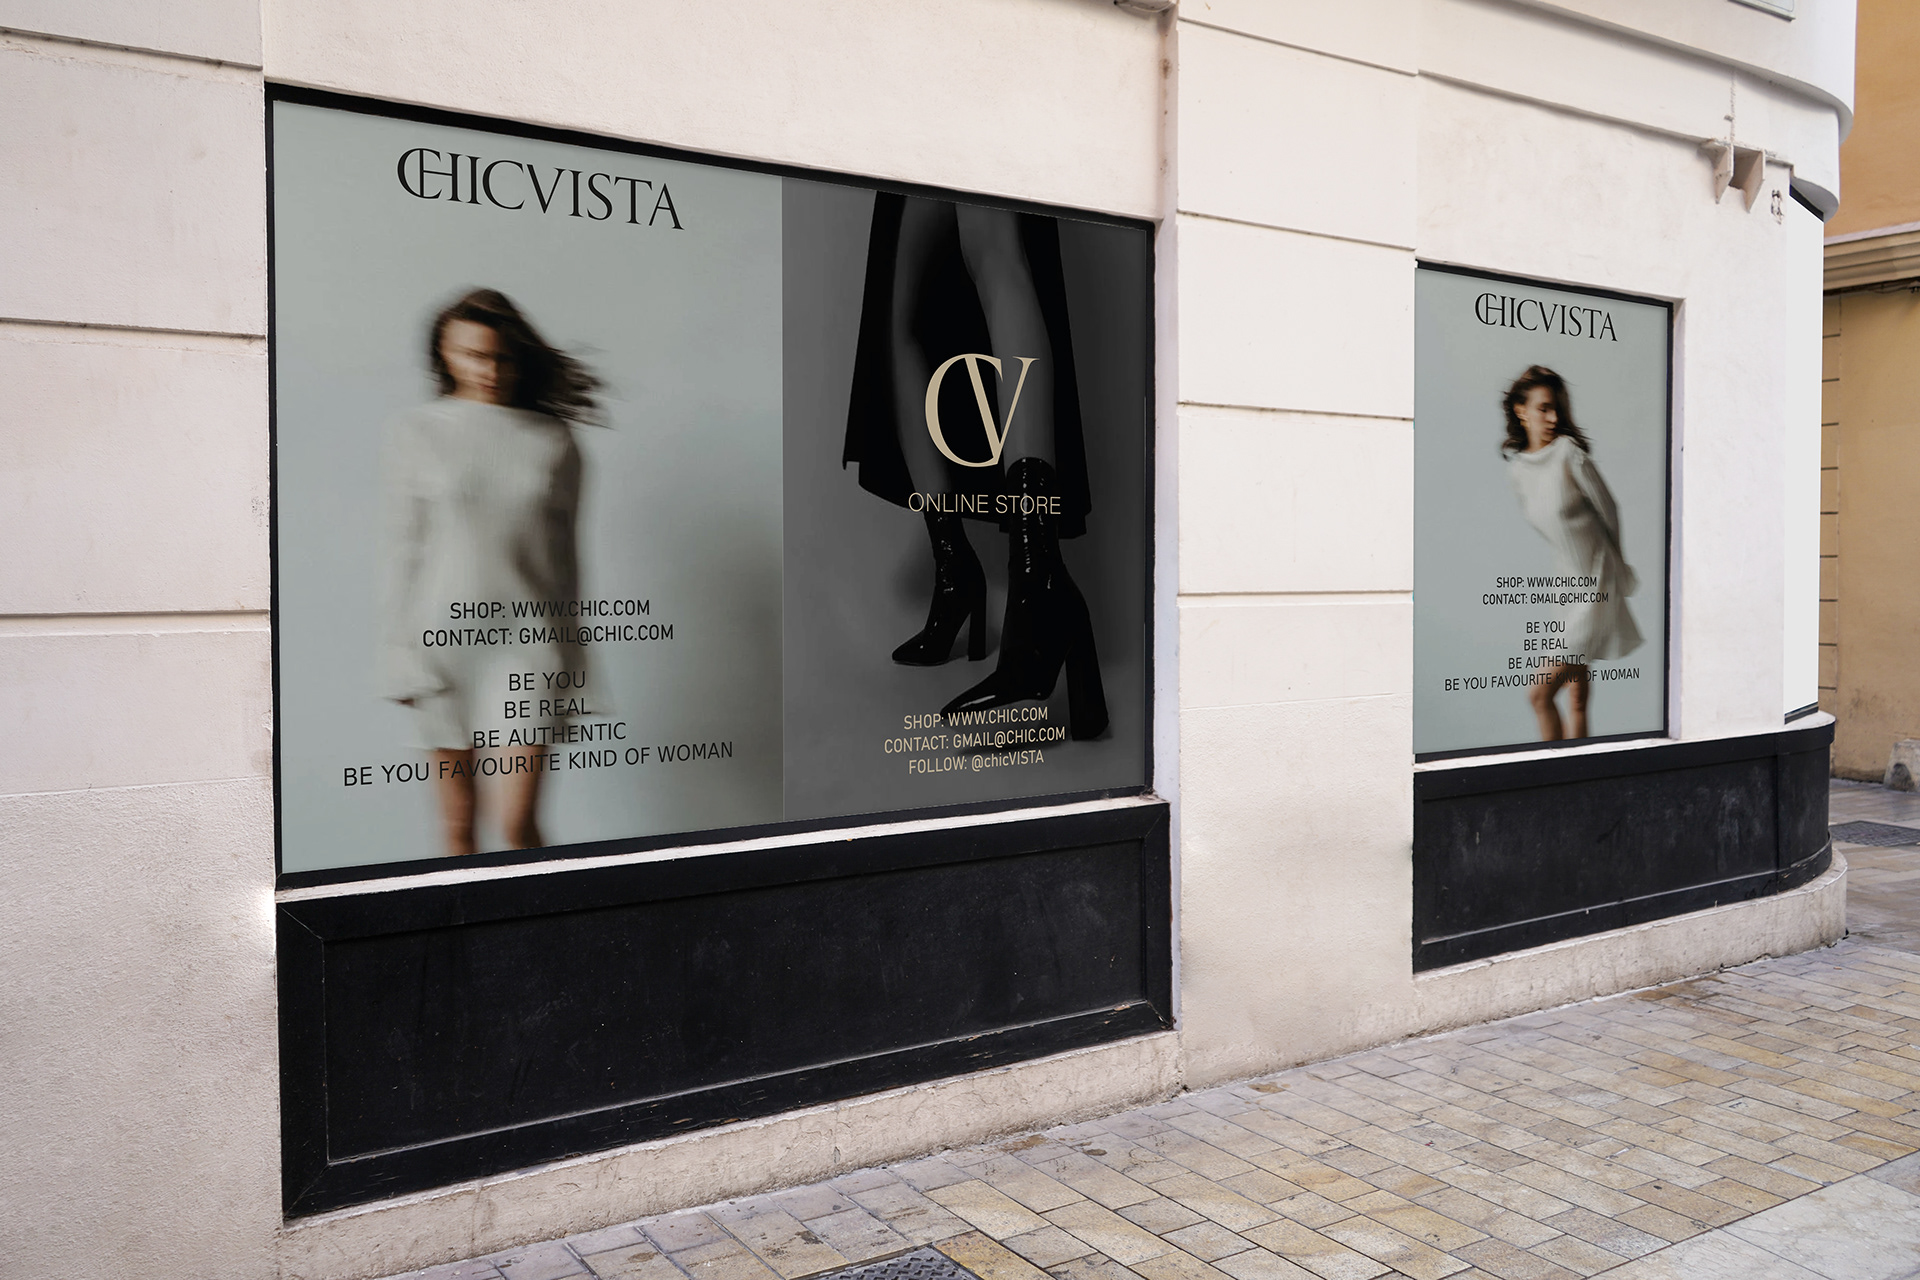 CHICVISTA
SHOP: WWW.CHIC.COM
CONTACT: GMAIL@CHIC.COM
BE YOU
BE REAL
BE AUTHENTIC
BE YOU FAVOURITE KIND OF WOMAN
CV
ONLINE STORE
SHOP: WWW.CHIC.COM
CONTACT: GMAIL@CHIC.COM
FOLLOW: @chicVISTA
CHICVISTA
SHOP: WWW.CHIC.COM
CONTACT: GMAIL@CHIC.COM
BE YOU
BE REAL
BE AUTHENTIC
BE YOU FAVOURITE KIND OF WOMAN